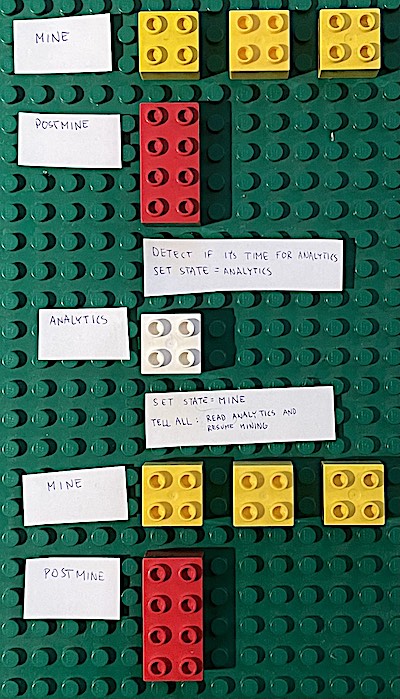 MINE
POSTMINE
DETECT IF ITS TIME FOR ANALYTICS
SET STATE = ANALYTICS
ANALYTICS
SET STATE = MINE
TELL ALL : READ ANALYTICS AND
RESUME MINING
MINE
POSTMINE